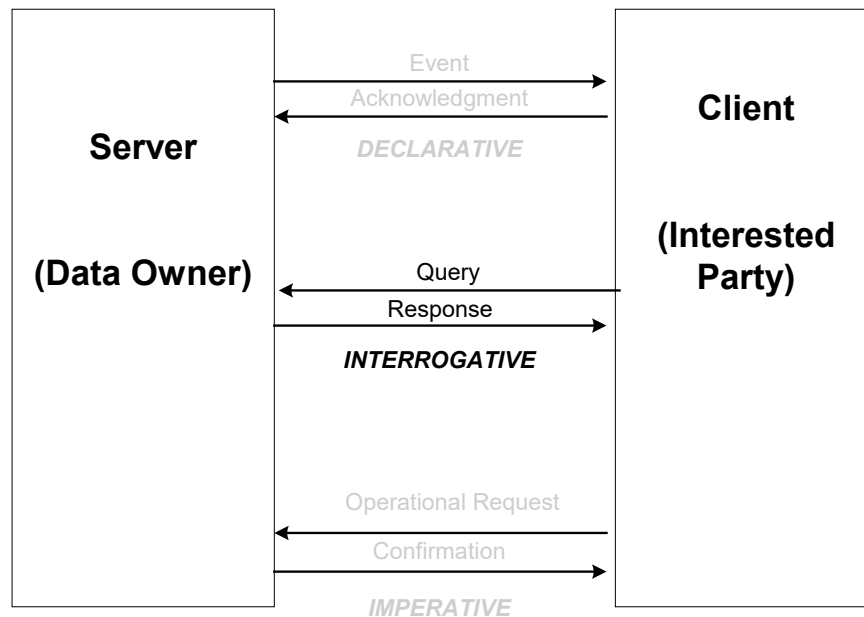 Server
(Data Owner)
Event
Acknowledgment
DECLARATIVE
Query
Response
INTERROGATIVE
Operational Request
Confirmation
IMPERATIVE
Client
(Interested
Party)